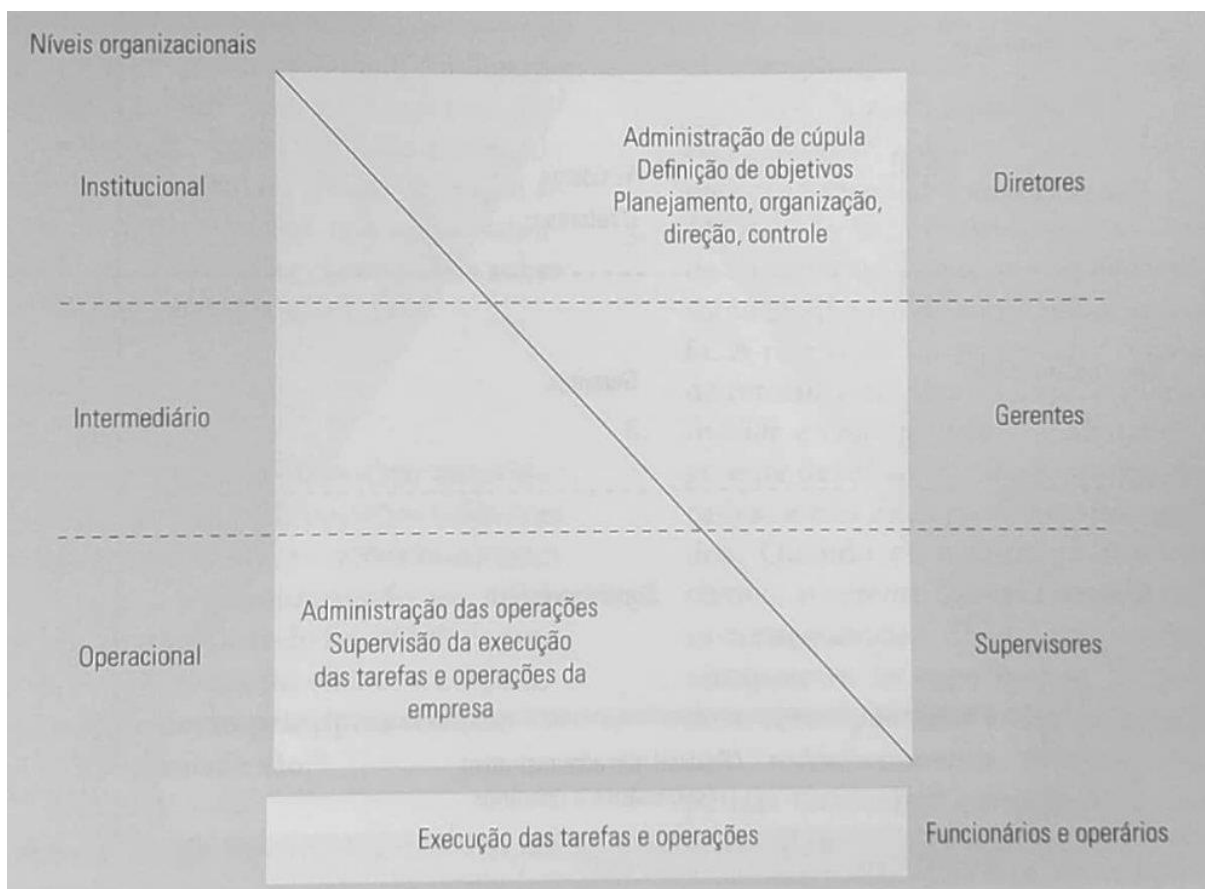 Níveis organizacionais
Institucional
Administração de cúpula
Definição de objetivos
Planejamento, organização,
direção, controle
Diretores
Intermediário
Gerentes
Operacional
Administração das operações
Supervisão da execução
das tarefas e operações da
empresa
Supervisores
Execução das tarefas e operações
Funcionários e operários